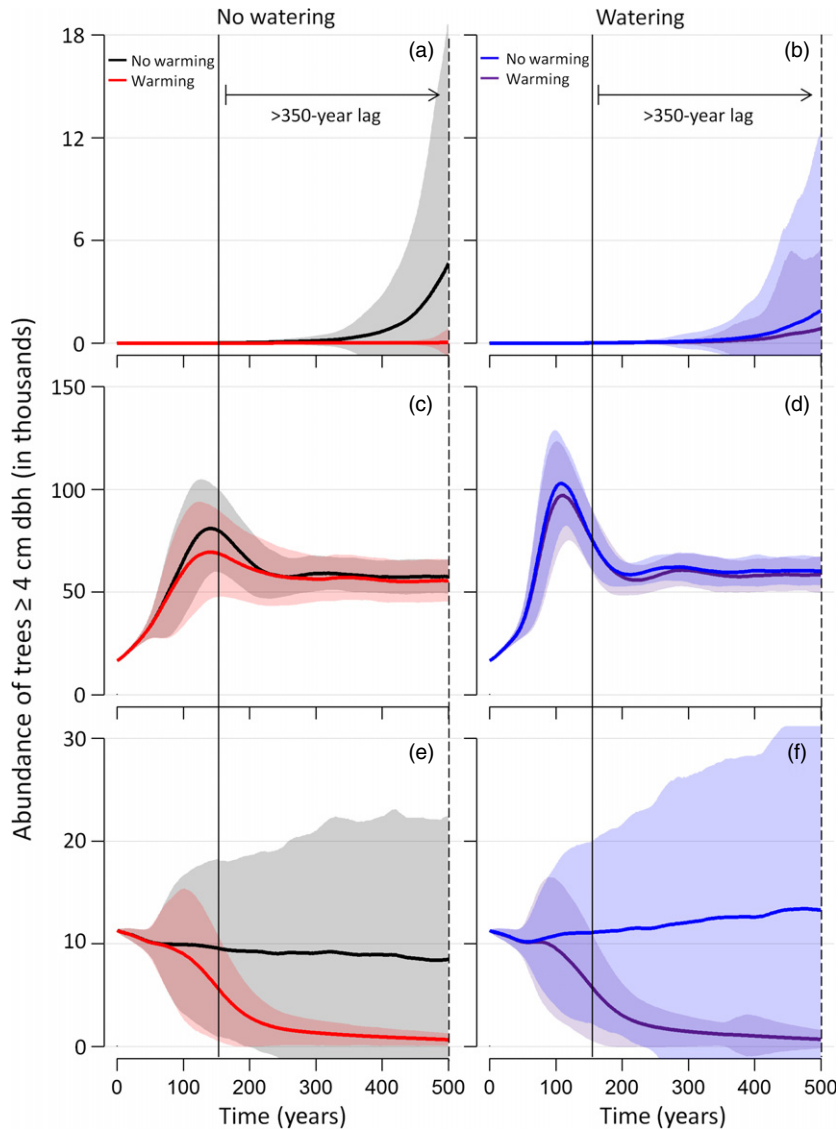 No watering
Watering
18
12
6
0
(a)
No warming
Warming
>350-year lag
(b)
No warming
Warming
>350-year lag
Abundance of trees ≥ 4 cm dbh (in thousands)
150
100
50
0
(c)
(d)
30
20
10
0
(e)
(f)
0 100 200 300 400 500
0 100 200 300 400 500
Time (years)
Time (years)